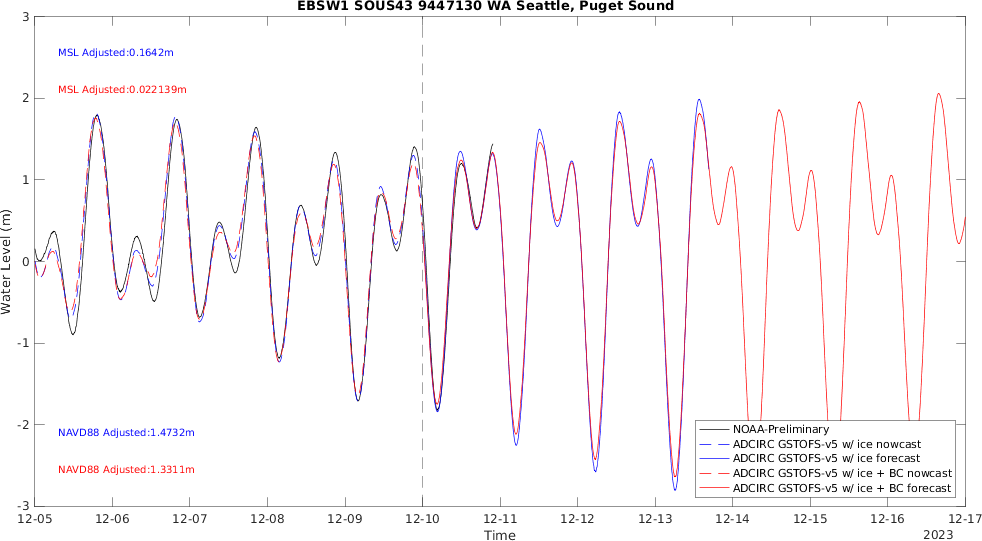 EBSW1 SOUS43 9447130 WA Seattle, Puget Sound
3
MSL Adjusted:0.1642m
MSL Adjusted:0.022139m
2
1
Water Level (m)
0
-1
-2
NAVD88 Adjusted:1.4732m
NAVD88 Adjusted:1.3311m
NOAA-Preliminary
ADCIRC GSTOFS-v5 w/ ice nowcast
ADCIRC GSTOFS-v5 w/ ice forecast
ADCIRC GSTOFS-v5 w/ ice + BC nowcast
ADCIRC GSTOFS-v5 w/ ice + BC forecast
-3
12-05 12-06 12-07 12-08 12-09 12-10 12-11 12-12 12-13 12-14 12-15 12-16 12-17
Time
2023